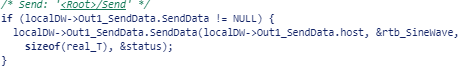 /* Send: '<Root>/Send' */
if (localDW->Out1_SendData.SendData != NULL) {
  localDW->Out1_SendData.SendData(localDW->Out1_SendData.host, &rtb_SineWave,
    sizeof(real_T), &status);
}